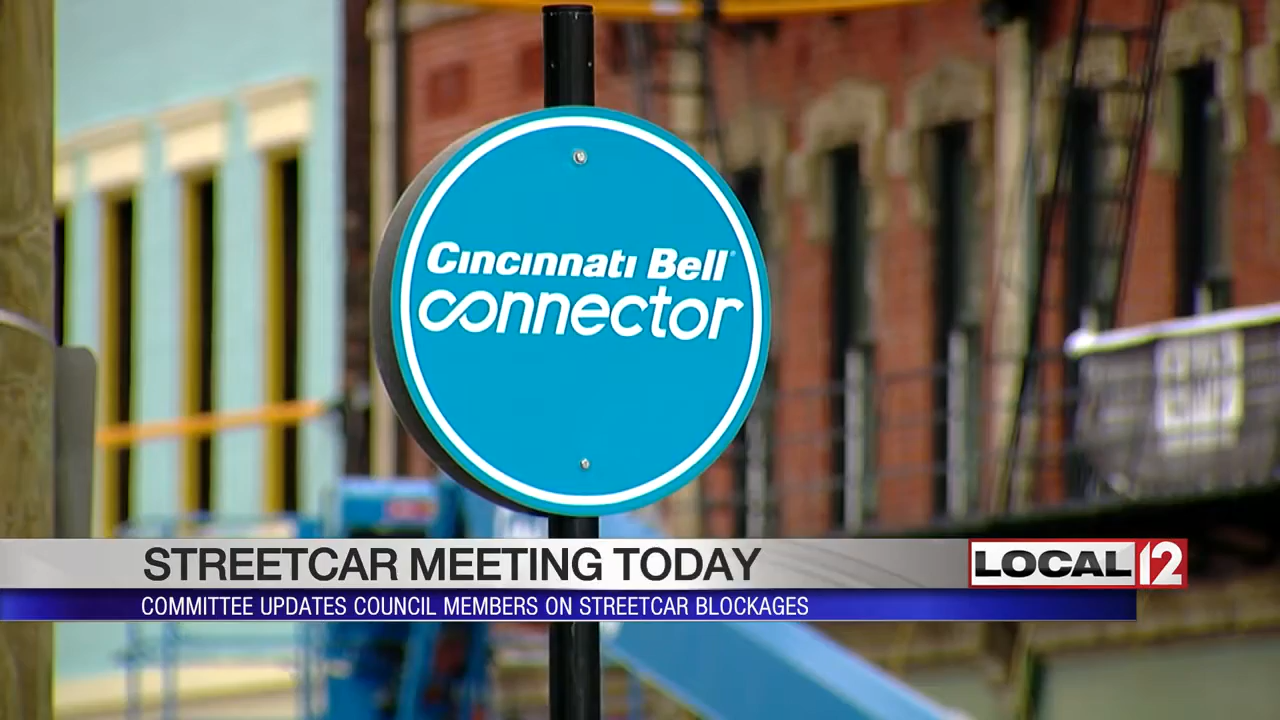 Cincinnati Bell
connector
STREETCAR MEETING TODAY
LOCAL 12
COMMITTEE UPDATES COUNCIL MEMBERS ON STREETCAR BLOCKAGES